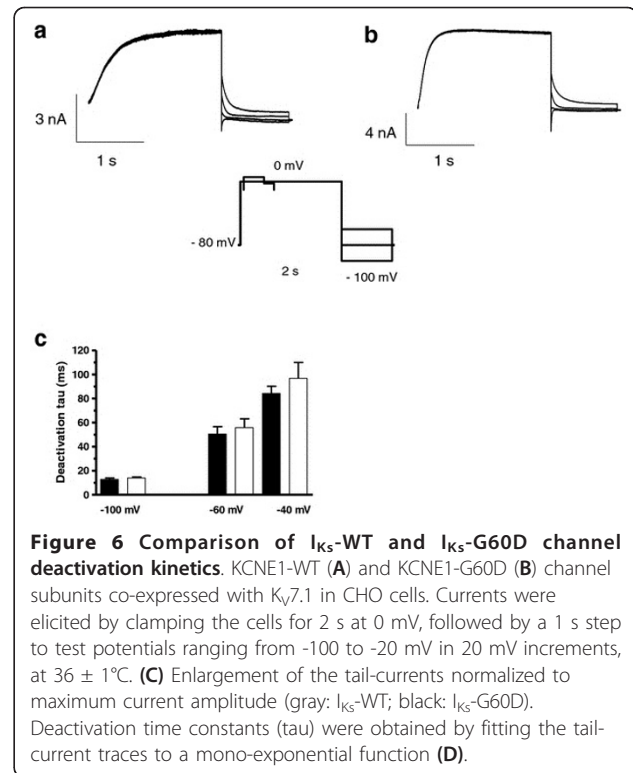 a
b
3 nA
4 nA
1 s
1 s
0 mV
- 80 mV
2 s
- 100 mV
c
Deactivation tau (ms)
120
100
80
60
40
20
0
-100 mV
-60 mV
-40 mV
Figure 6 Comparison of IKs-WT and IKs-G60D channel
deactivation kinetics. KCNE1-WT (A) and KCNE1-G60D (B) channel
subunits co-expressed with KV7.1 in CHO cells. Currents were
elicited by clamping the cells for 2 s at 0 mV, followed by a 1 s step
to test potentials ranging from -100 to -20 mV in 20 mV increments,
at 36 ± 1°C. (C) Enlargement of the tail-currents normalized to
maximum current amplitude (gray: IKs-WT; black: IKs-G60D).
Deactivation time constants (tau) were obtained by fitting the tail-
current traces to a mono-exponential function (D).